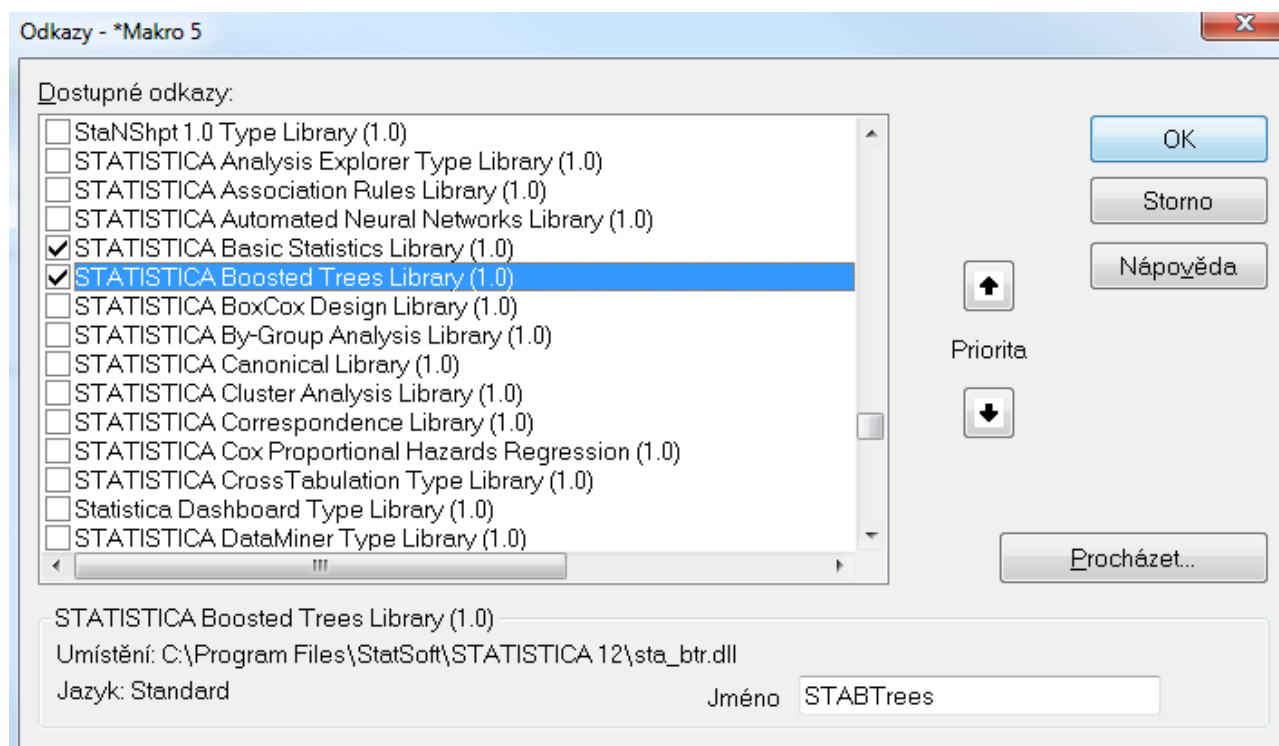 Odkazy - *Makro 5
Dostupné odkazy:
StaNShpt 1.0 Type Library (1.0)
STATISTICA Analysis Explorer Type Library (1.0)
STATISTICA Association Rules Library (1.0)
STATISTICA Automated Neural Networks Library (1.0)
STATISTICA Basic Statistics Library (1.0)
STATISTICA Boosted Trees Library (1.0)
STATISTICA BoxCox Design Library (1.0)
STATISTICA By-Group Analysis Library (1.0)
STATISTICA Canonical Library (1.0)
STATISTICA Cluster Analysis Library (1.0)
STATISTICA Correspondence Library (1.0)
STATISTICA Cox Proportional Hazards Regression (1.0)
STATISTICA CrossTabulation Type Library (1.0)
Statistica Dashboard Type Library (1.0)
STATISTICA DataMiner Type Library (1.0)
OK
Storno
Nápověda
Priorita
Procházet...
STATISTICA Boosted Trees Library (1.0)
Umístění: C:\Program Files\StatSoft\STATISTICA 12\sta_btr.dll
Jazyk: Standard
Jméno STABTrees